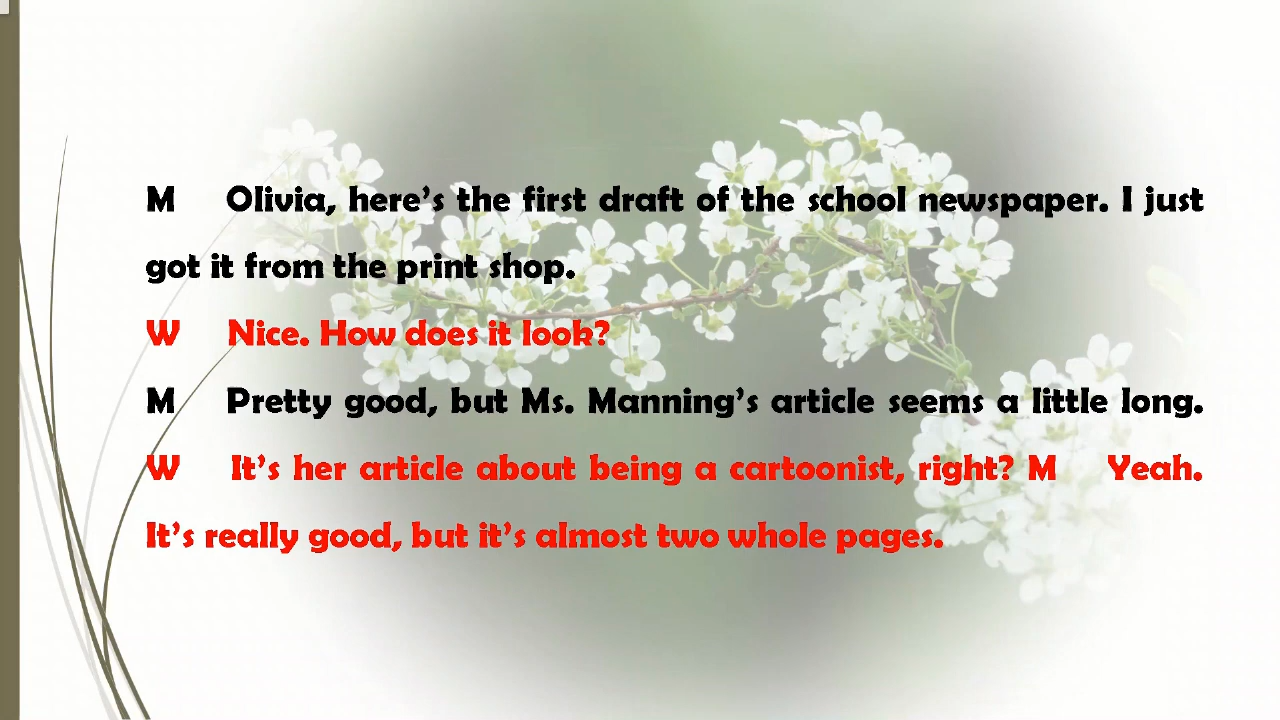 M Olivia, here’s the first draft of the school newspaper. I just
got it from the print shop.
W Nice. How does it look?
M Pretty good, but Ms. Manning’s article seems a little long.
W It’s her article about being a cartoonist, right? M Yeah.
It’s really good, but it’s almost two whole pages.